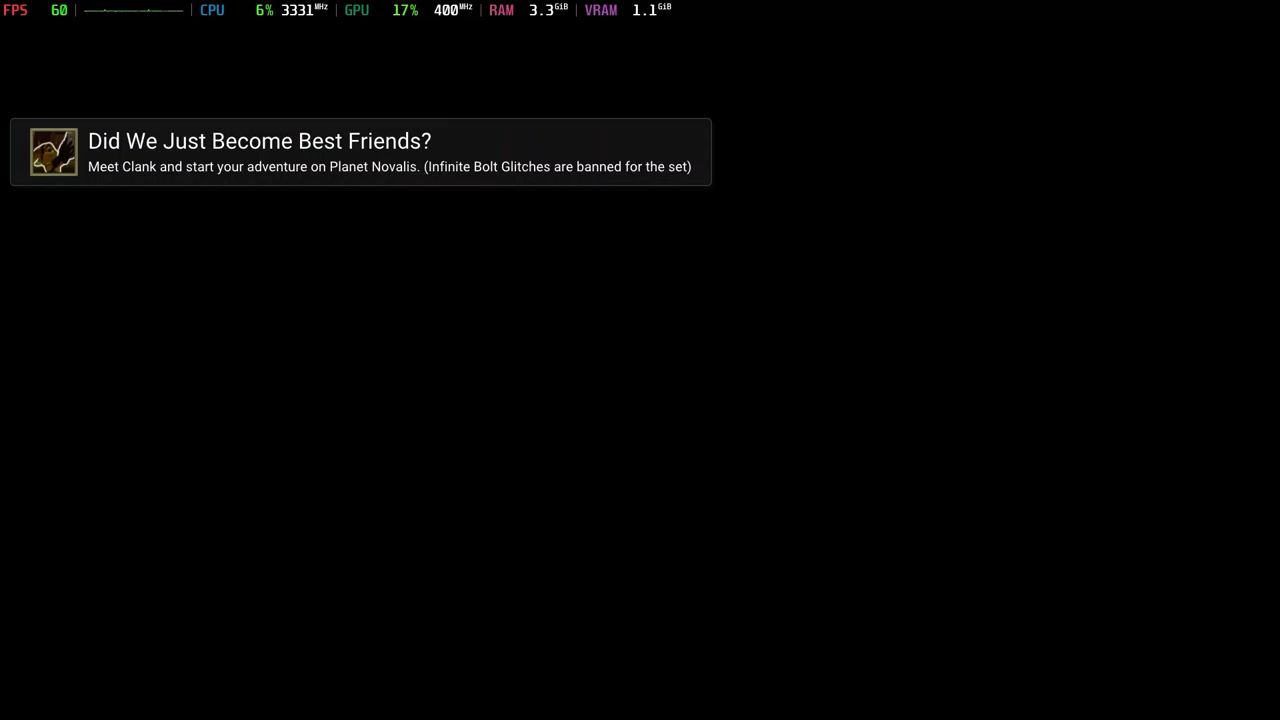 FPS 60 CPU 6% 3331MHz GPU 17% 400MHz RAM 3.3GiB VRAM 1.1GiB
Did We Just Become Best Friends?
Meet Clank and start your adventure on Planet Novalis. (Infinite Bolt Glitches are banned for the set)